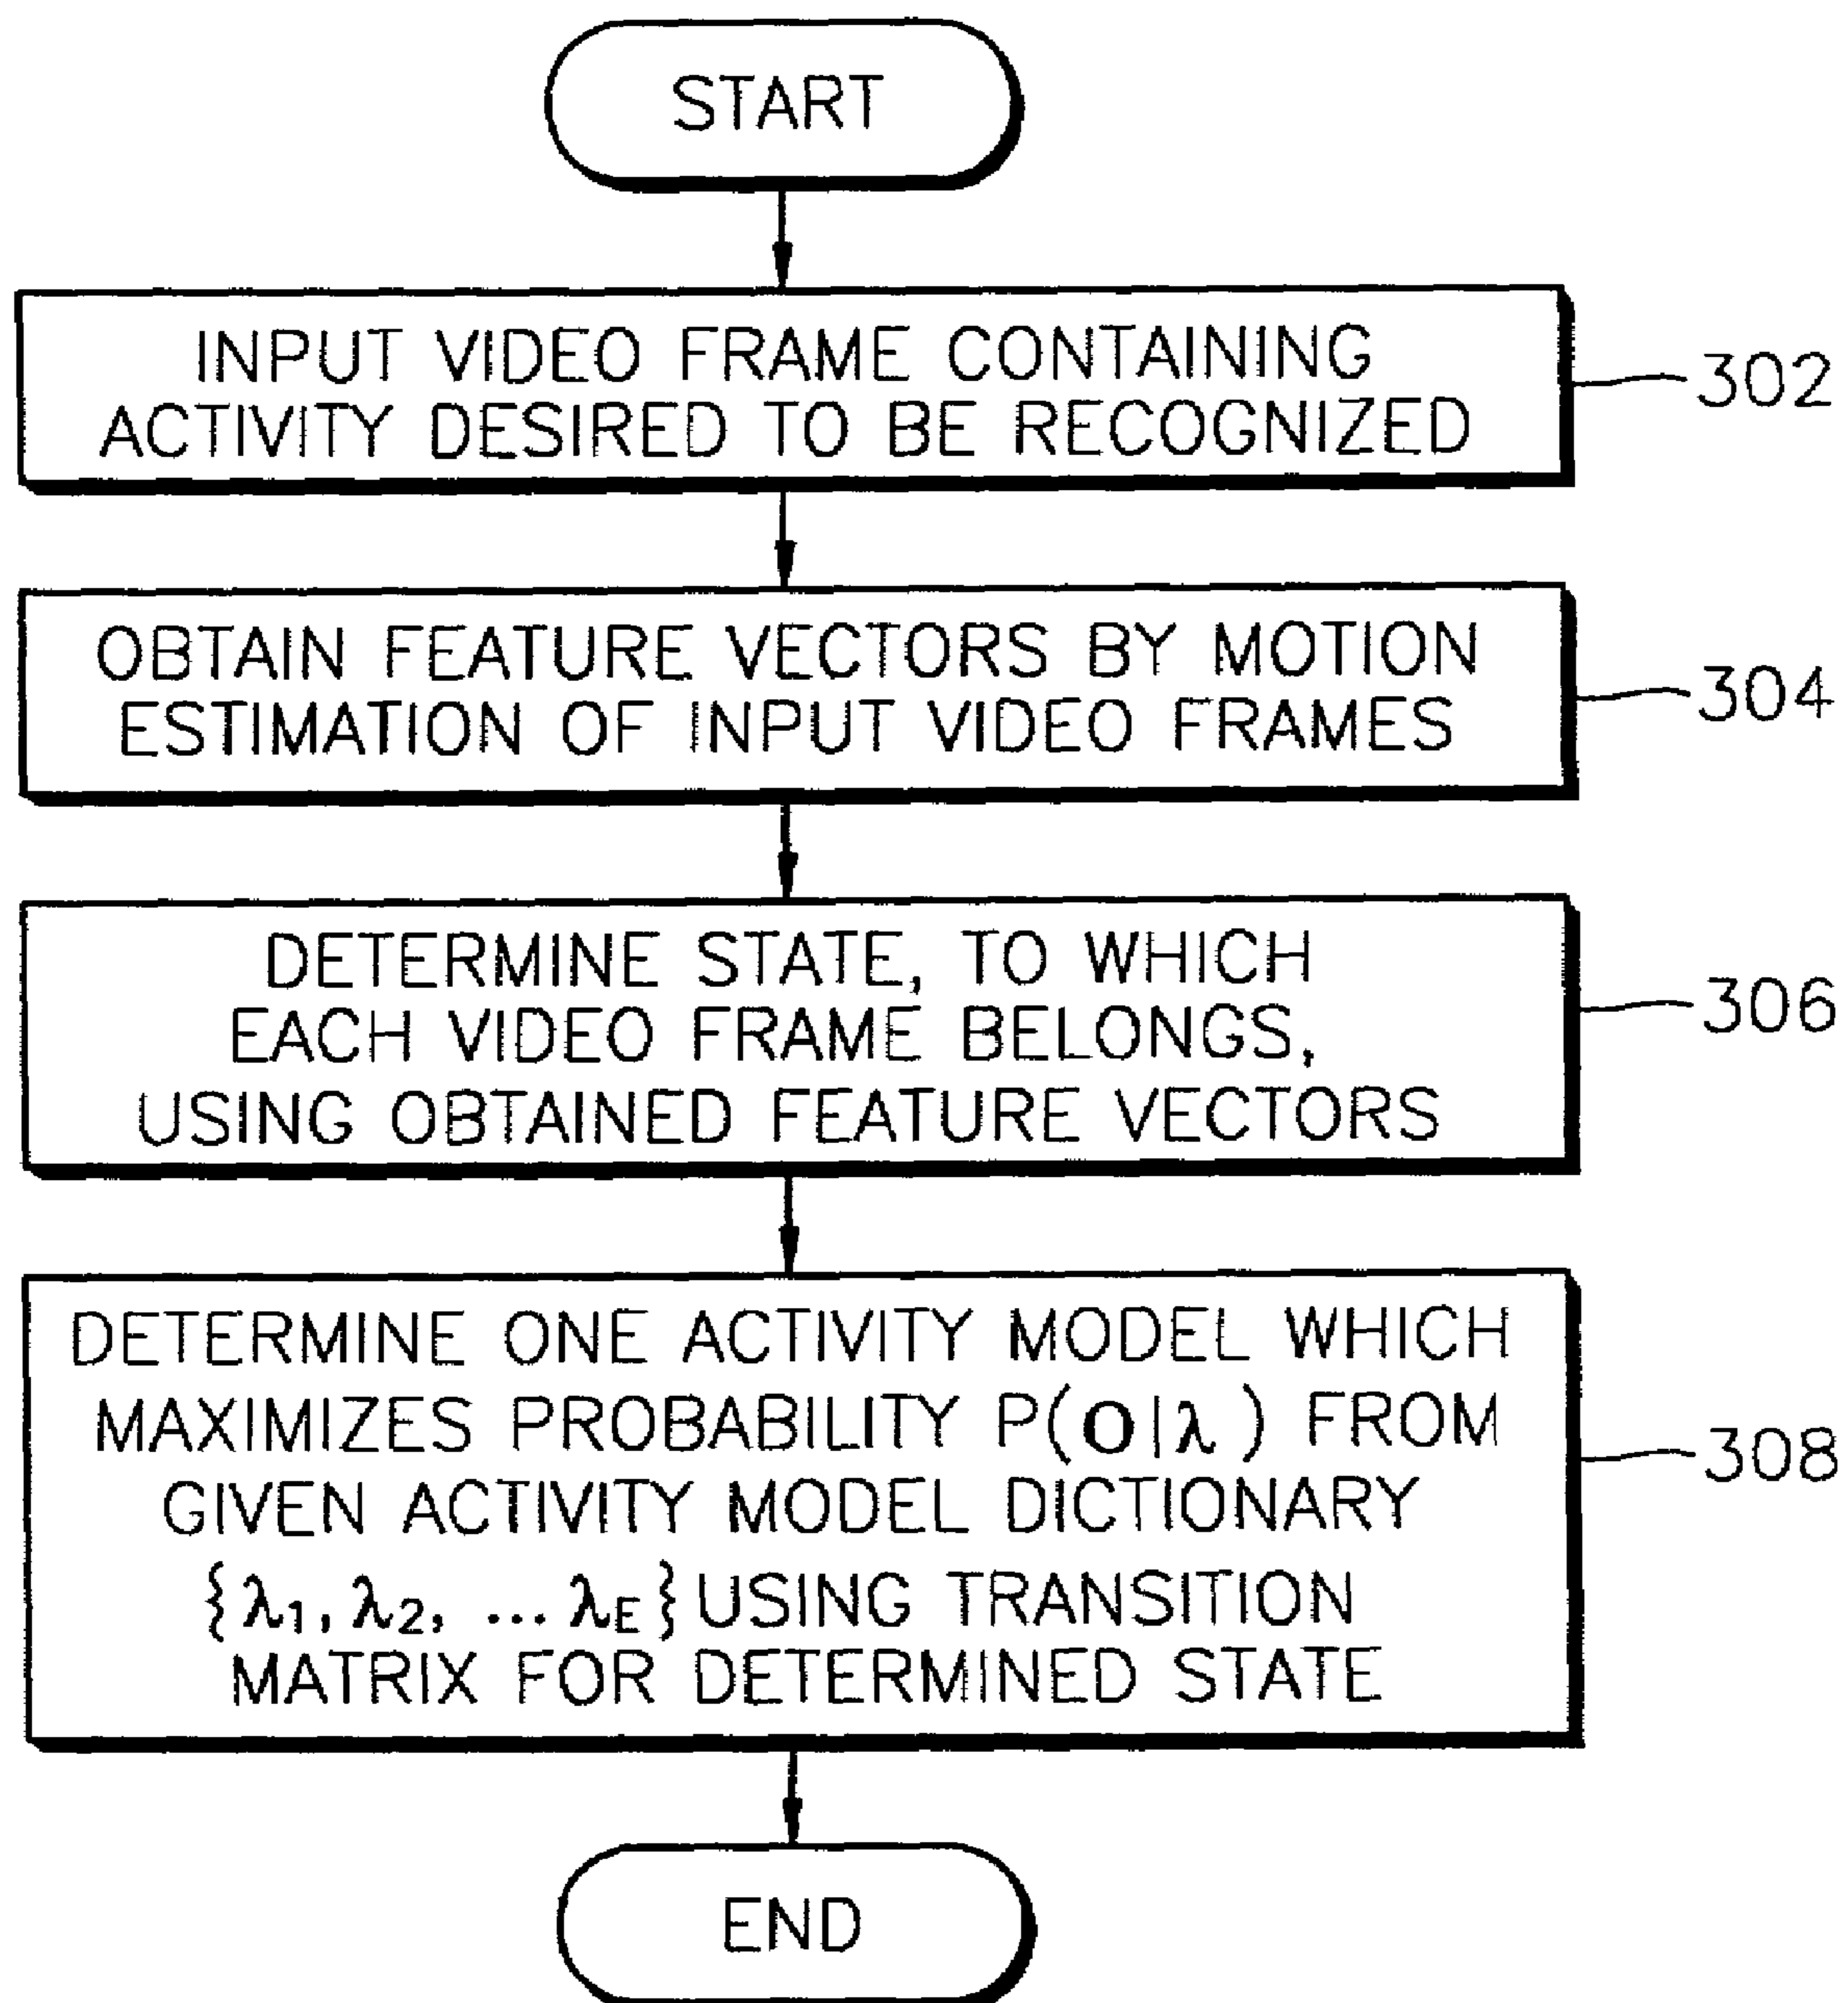 START
INPUT VIDEO FRAME CONTAINING
ACTIVITY DESIRED TO BE RECOGNIZED
302
OBTAIN FEATURE VECTORS BY MOTION
ESTIMATION OF INPUT VIDEO FRAMES
304
DETERMINE STATE, TO WHICH
EACH VIDEO FRAME BELONGS,
USING OBTAINED FEATURE VECTORS
306
DETERMINE ONE ACTIVITY MODEL WHICH
MAXIMIZES PROBABILITY P(O|λ) FROM
GIVEN ACTIVITY MODEL DICTIONARY
{λ₁, λ₂, ... λ_E} USING TRANSITION
MATRIX FOR DETERMINED STATE
308
END